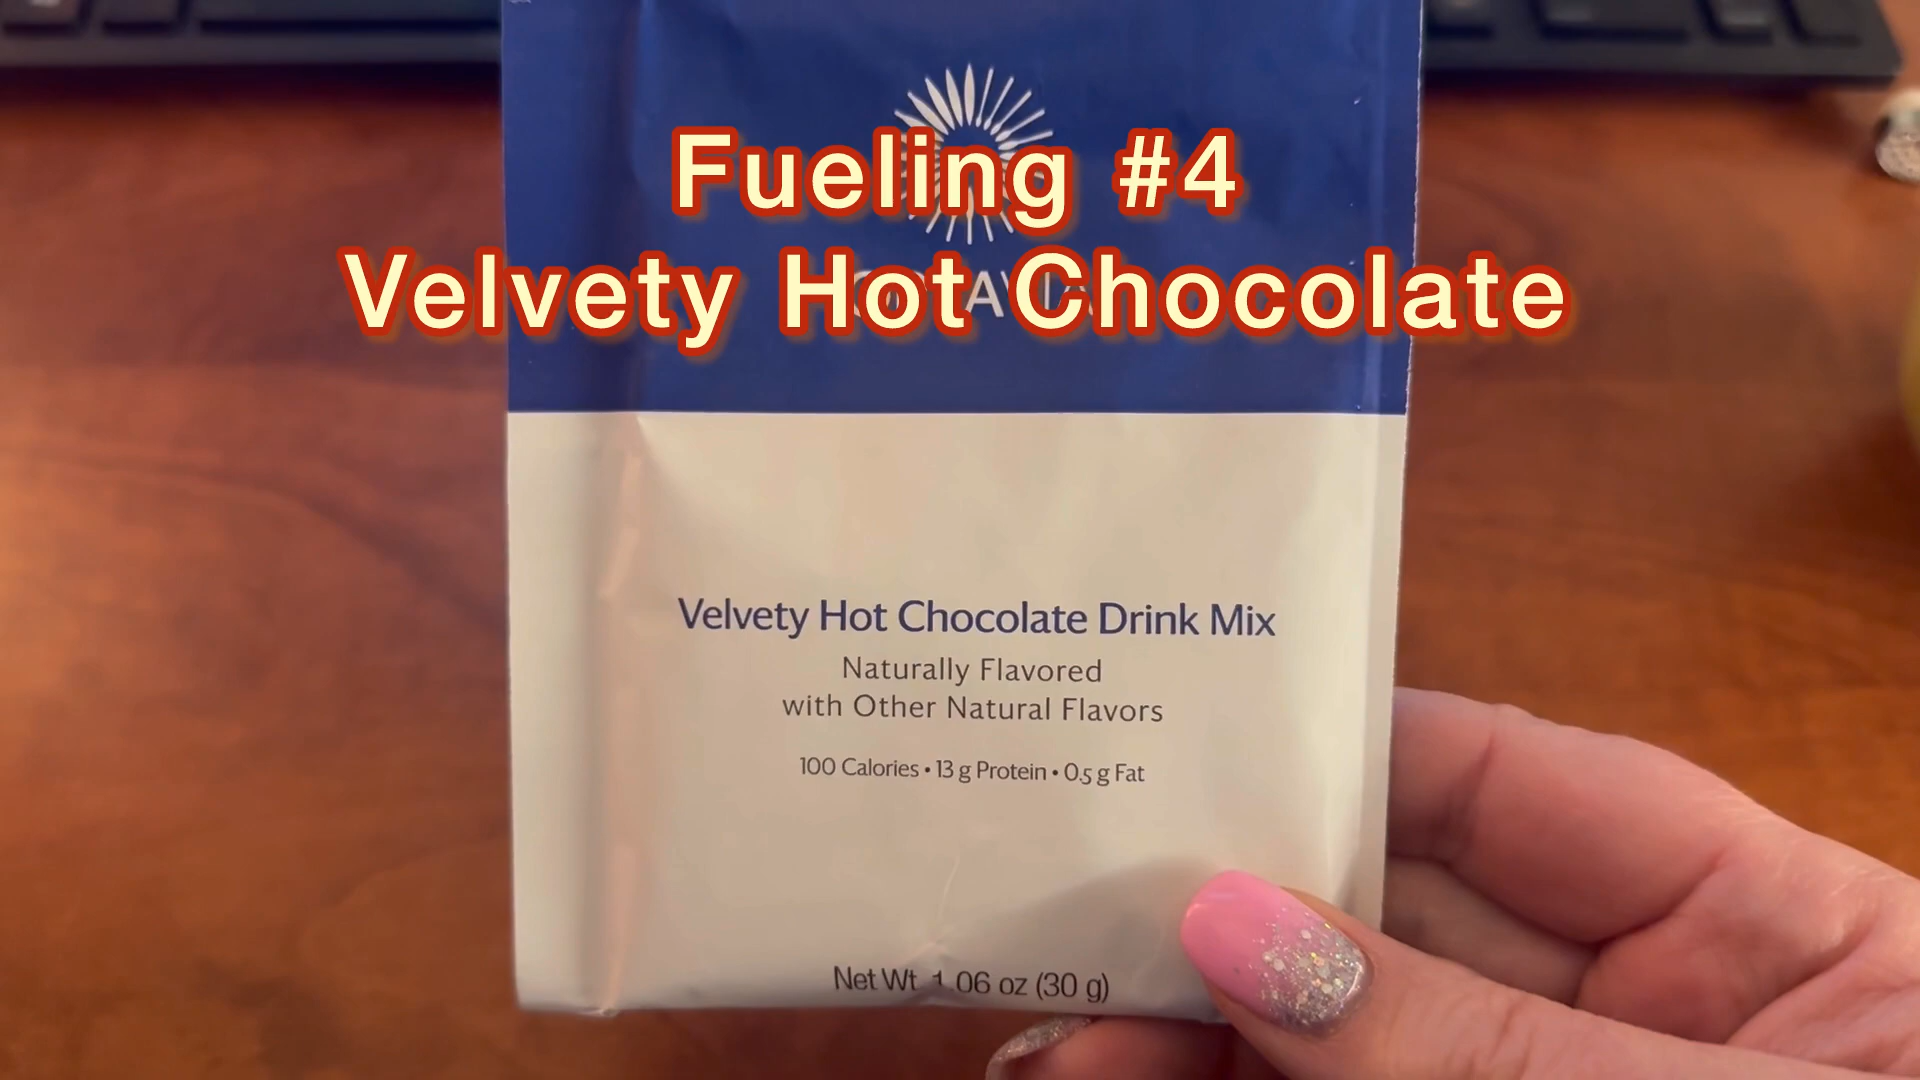 Fueling #4
Velvety Hot Chocolate
Velvety Hot Chocolate Drink Mix
Naturally Flavored
with Other Natural Flavors
100 Calories • 13 g Protein • 0.5 g Fat
Net Wt 1.06 oz (30 g)